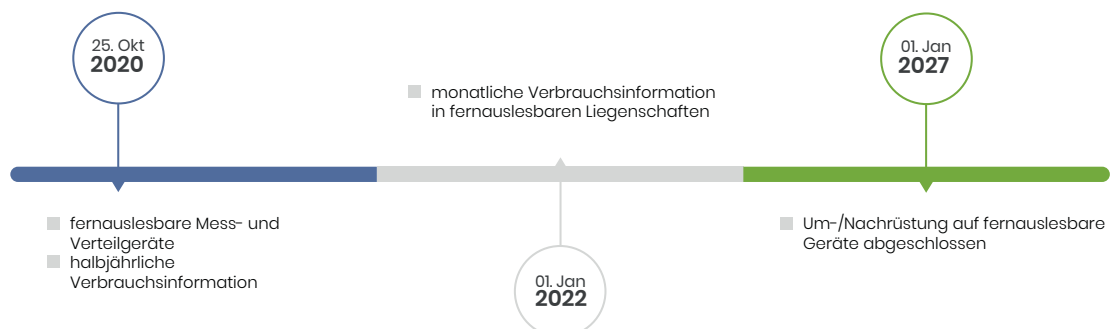 25. Okt
2020
fernauslesbare Mess- und
Verteilgeräte
halbjährliche
Verbrauchsinformation
monatliche Verbrauchsinformation
in fernauslesbaren Liegenschaften
01. Jan
2022
01. Jan
2027
Um-/Nachrüstung auf fernauslesbare
Geräte abgeschlossen